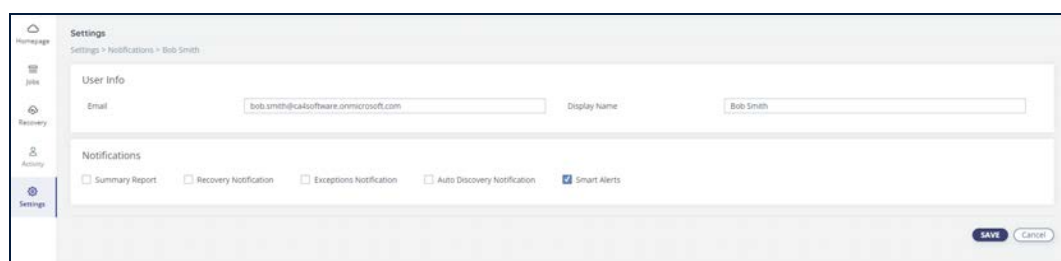 Homepage
Jobs
Recovery
Activity
Settings
Settings
Settings > Notifications > Bob Smith
User Info
Email bob.smith@ca4software.onmicrosoft.com Display Name Bob Smith
Notifications
Summary Report Recovery Notification Exceptions Notification Auto Discovery Notification Smart Alerts
SAVE Cancel